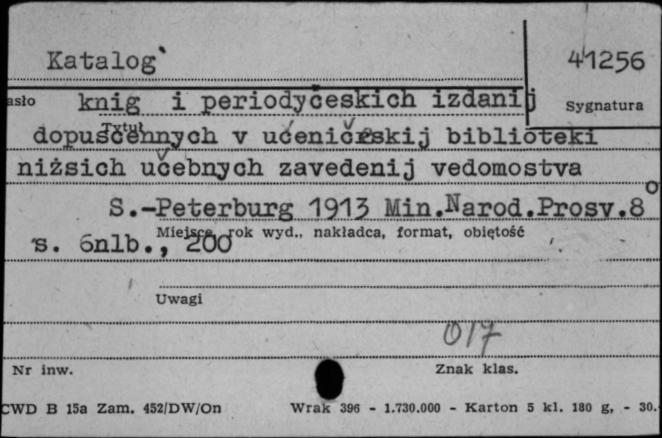 Katalog
41256
asło
knig i periodyčeskich izdanij
Sygnatura
Tytuł
dopuščennych v učeničeskij biblioteki
nižsich učebnych zavedenij vedomostva
S.-Peterburg 1913 Min.Narod.Prosv.8°
Miejsce, rok wyd., nakładca, format, obiętość
s. 6nlb., 200
Uwagi
017
Nr inw.
Znak klas.
CWD B 15a Zam. 452/DW/On Wrak 396 - 1.730.000 - Karton 5 kl. 180 g, - 30.